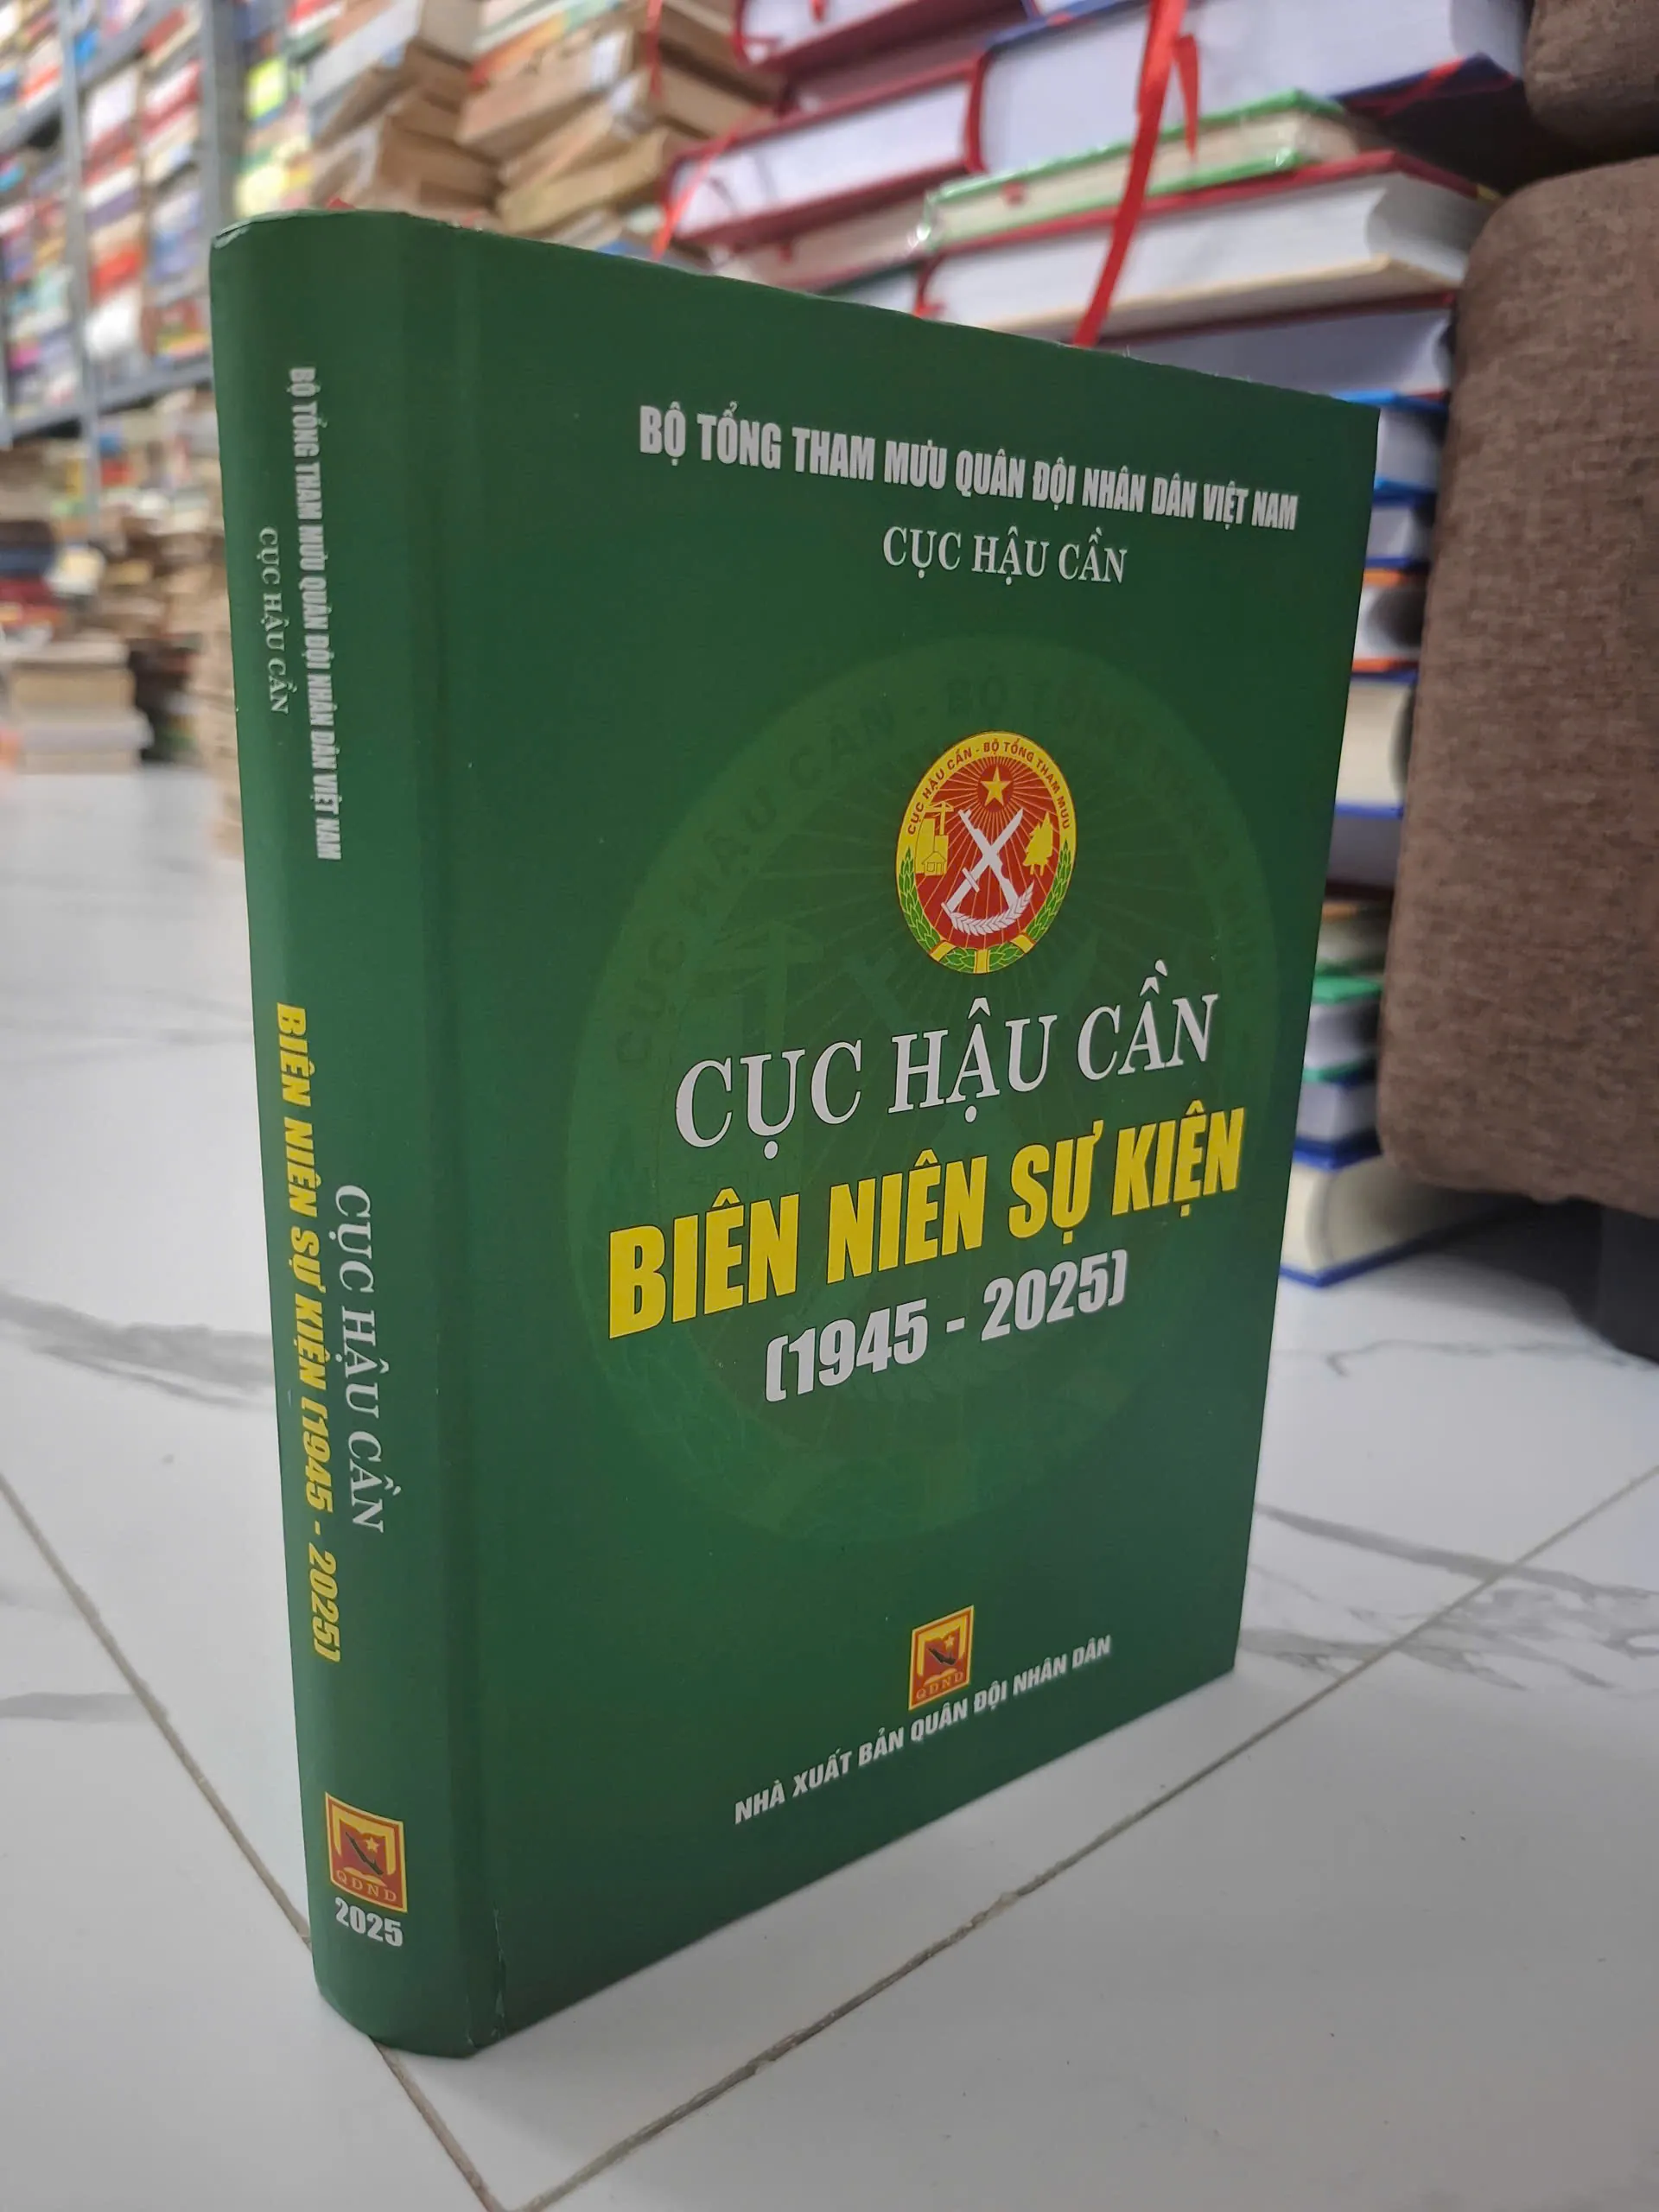 BỘ TỔNG THAM MƯU QUÂN ĐỘI NHÂN DÂN VIỆT NAM
CỤC HẬU CẦN
CỤC HẬU CẦN - BỘ TỔNG THAM MƯU
CỤC HẬU CẦN
BIÊN NIÊN SỰ KIỆN
(1945 - 2025)
QĐND
NHÀ XUẤT BẢN QUÂN ĐỘI NHÂN DÂN
BỘ TỔNG THAM MƯU QUÂN ĐỘI NHÂN DÂN VIỆT NAM
CỤC HẬU CẦN
CỤC HẬU CẦN
BIÊN NIÊN SỰ KIỆN (1945 - 2025)
QĐND
2025